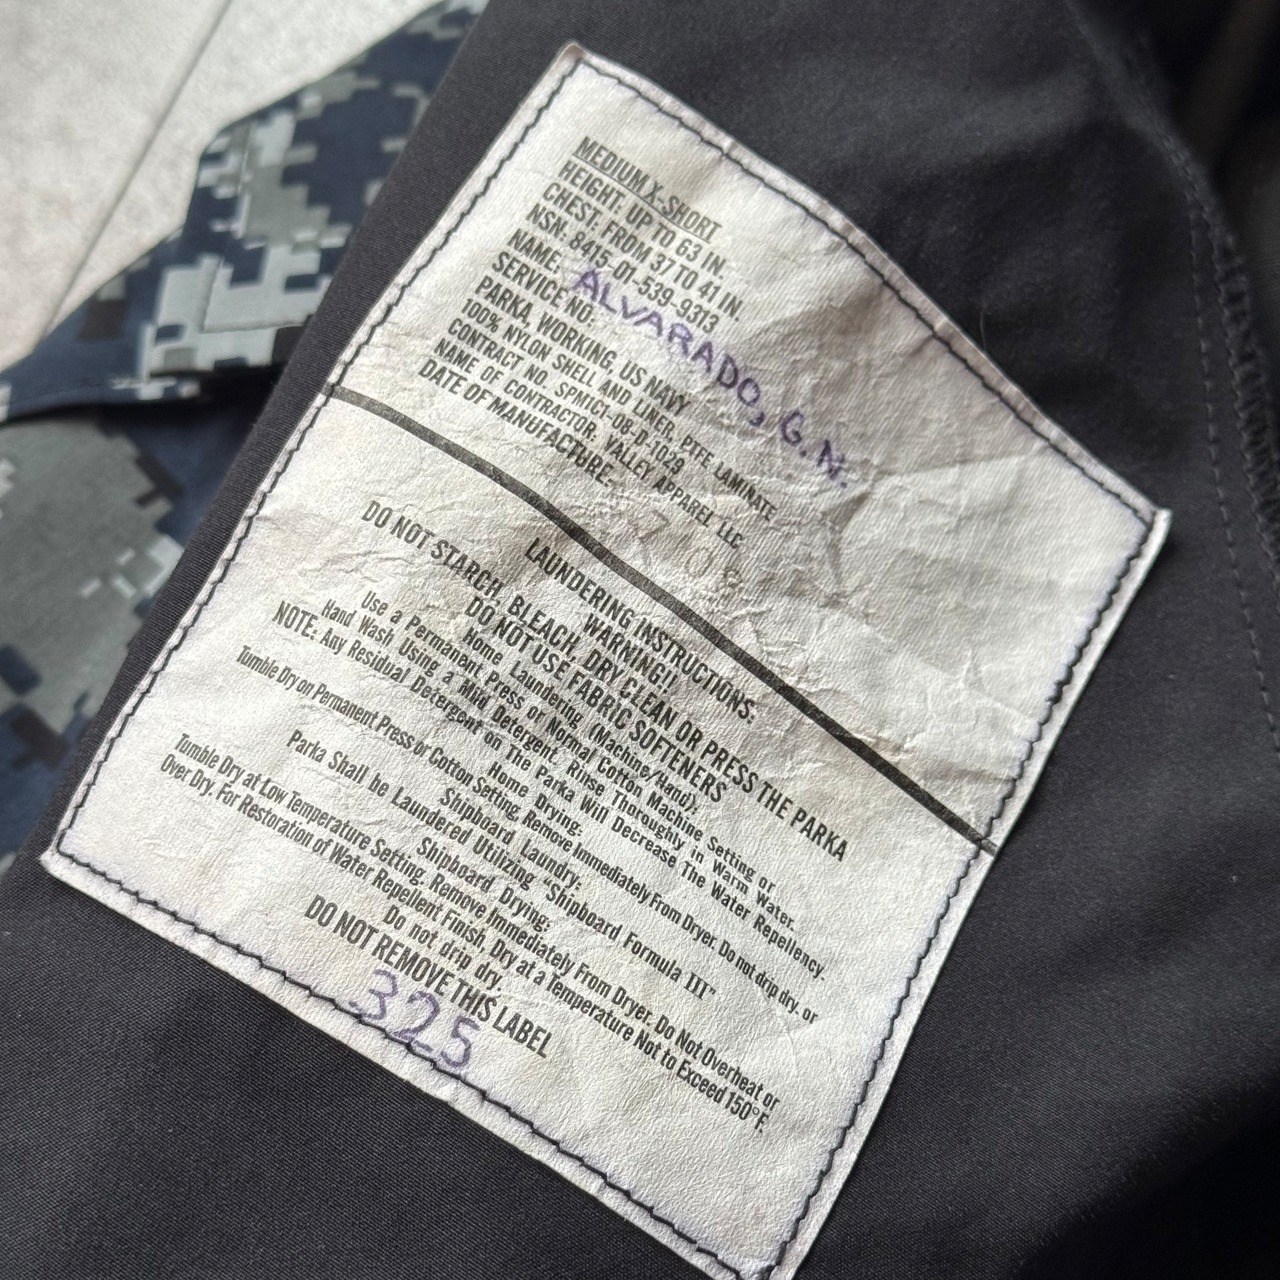 MEDIUM X-SHORT
HEIGHT. UP TO 63 IN.
CHEST. FROM 37 TO 41 IN.
NSN. 8415-01-539-9313
NAME. ALVARADO, G.N.
SERVICE NO:
PARKA, WORKING, US NAVY
100% NYLON SHELL AND LINER, PTFE LAMINATE
CONTRACT NO. SPM1C1-08-D-1029
NAME OF CONTRACTOR. VALLEY APPAREL LLC
DATE OF MANUFACTURE.
LAUNDERING INSTRUCTIONS:
WARNING!!
DO NOT STARCH, BLEACH, DRY CLEAN OR PRESS THE PARKA
DO NOT USE FABRIC SOFTENERS
Home Laundering (Machine/Hand).
Use a Permanent Press or Normal Cotton Machine Setting or
Hand Wash Using a Mild Detergent. Rinse Thoroughly in Warm Water.
NOTE: Any Residual Detergent on The Parka Will Decrease The Water Repellency.
Home Drying:
Tumble Dry on Permanent Press or Cotton Setting, Remove Immediately From Dryer. Do not drip dry. or
Shipboard Laundry:
Parka Shall be Laundered Utilizing "Shipboard Formula III"
Shipboard Drying:
Tumble Dry at Low Temperature Setting, Remove Immediately From Dryer. Do Not Overheat or
Over Dry. For Restoration of Water Repellent Finish, Dry at a Temperature Not to Exceed 150°F.
Do not drip dry.
DO NOT REMOVE THIS LABEL
325